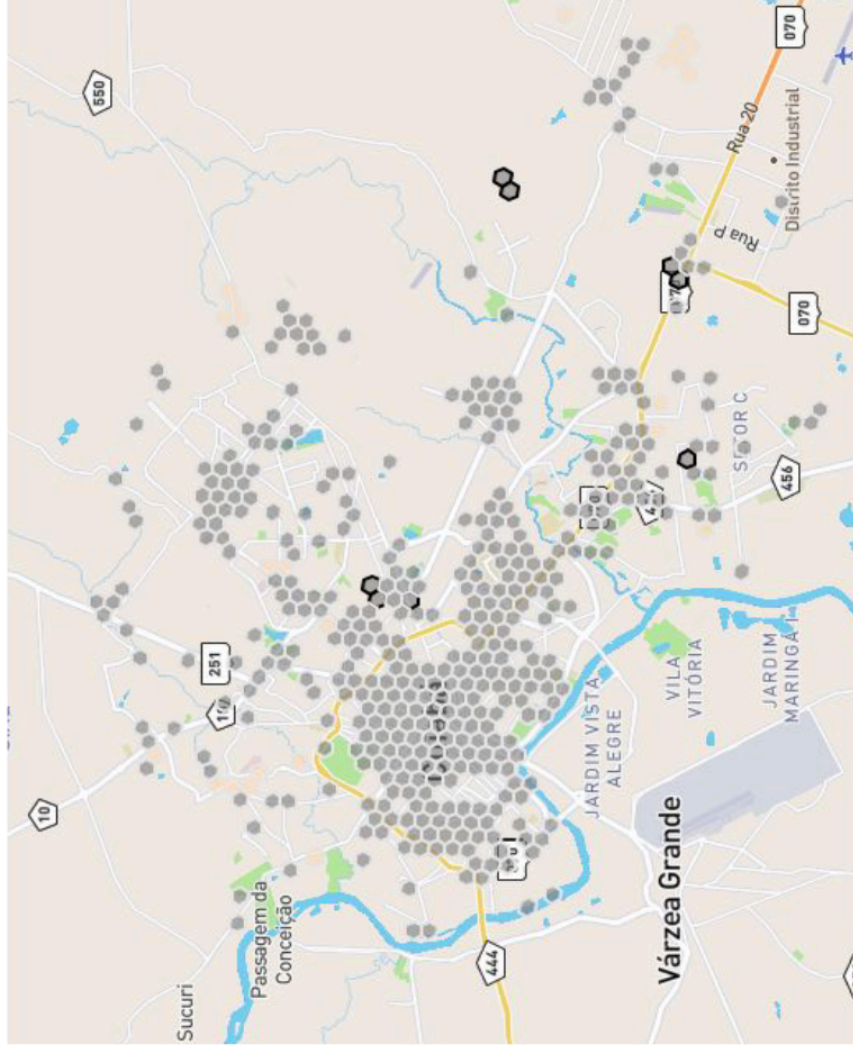 550
070
Rua 20
Distrito Industrial
Rua P
070
SETOR C
456
251
10
Passagem da
Conceição
Sucuri
444
JARDIM VISTA
ALEGRE
VILA
VITÓRIA
JARDIM
MARINGÁ I
Várzea Grande